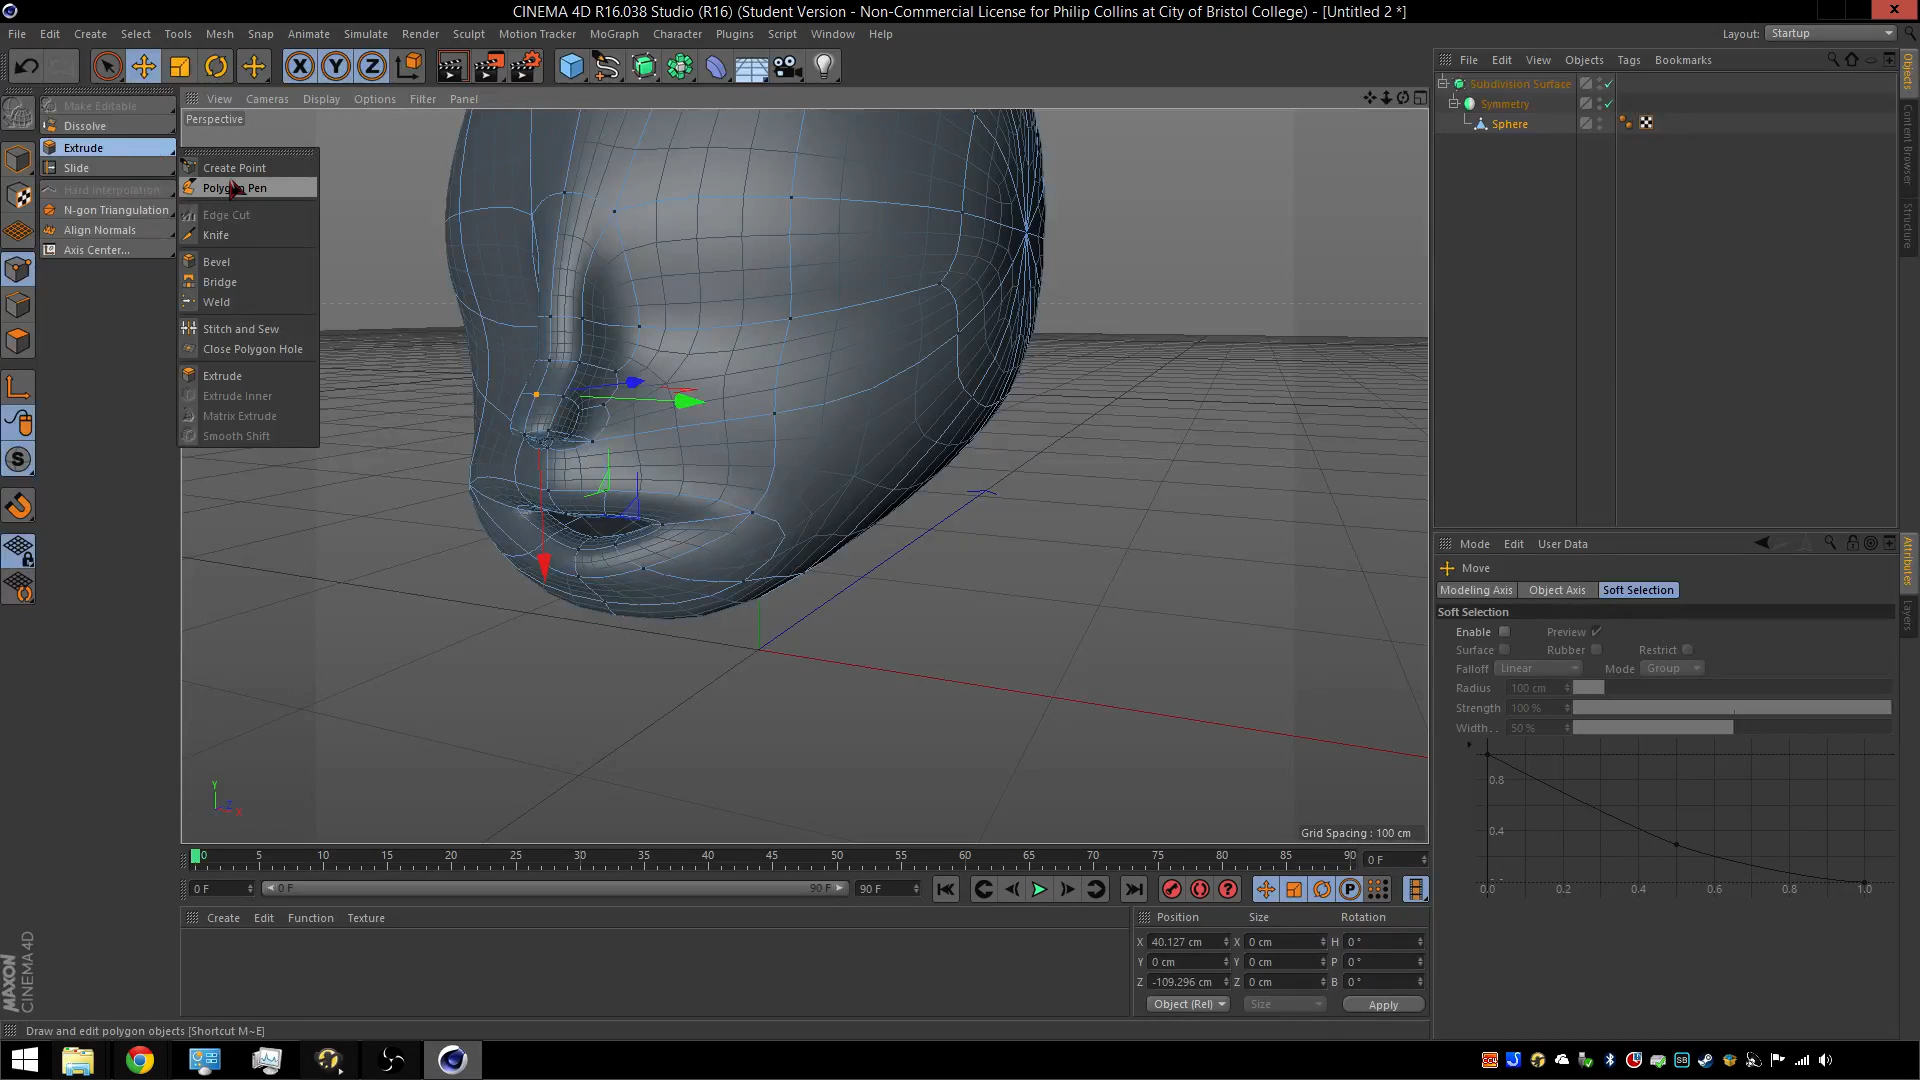 CINEMA 4D R16.038 Studio (R16) (Student Version - Non-Commercial License for Philip Collins at City of Bristol College) - [Untitled 2 *]
File Edit Create Select Tools Mesh Snap Animate Simulate Render Sculpt Motion Tracker MoGraph Character Plugins Script Window Help
Layout: Startup
X Y Z
File Edit View Objects Tags Bookmarks
Make Editable
Dissolve
Extrude
Slide
Hard Interpolation
N-gon Triangulation
Align Normals
Axis Center...
View Cameras Display Options Filter Panel
Perspective
Create Point
Polygon Pen
Edge Cut
Knife
Bevel
Bridge
Weld
Stitch and Sew
Close Polygon Hole
Extrude
Extrude Inner
Matrix Extrude
Smooth Shift
Subdivision Surface
Symmetry
Sphere
Objects
Content Browser
Structure
Mode Edit User Data
Move
Modeling Axis Object Axis Soft Selection
Soft Selection
Enable Preview
Surface Rubber Restrict
Falloff Linear Mode Group
Radius 100 cm
Strength 100 %
Width . . 50 %
0.8
0.4
0.0 0.2 0.4 0.6 0.8 1.0
Attributes
Layers
Y
Z
X
Grid Spacing : 100 cm
0 5 10 15 20 25 30 35 40 45 50 55 60 65 70 75 80 85 90 0 F
0 F 0 F 90 F 90 F
Create Edit Function Texture
Position Size Rotation
X 40.127 cm X 0 cm H 0 °
Y 0 cm Y 0 cm P 0 °
Z -109.296 cm Z 0 cm B 0 °
Object (Rel) Size Apply
MAXON CINEMA 4D
Draw and edit polygon objects [Shortcut M~E]